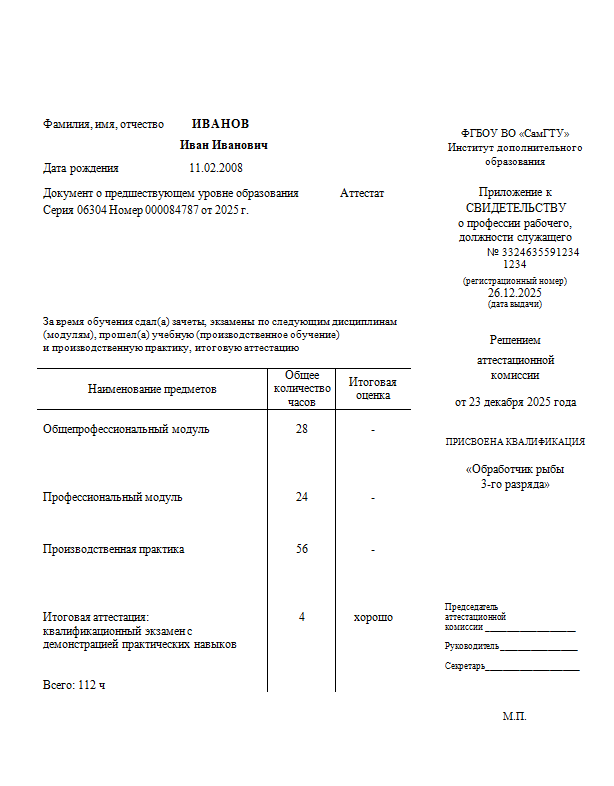 Фамилия, имя, отчество ИВАНОВ
Иван Иванович
Дата рождения 11.02.2008
Документ о предшествующем уровне образования Аттестат
Серия 06304 Номер 000084787 от 2025 г.
За время обучения сдал(а) зачеты, экзамены по следующим дисциплинам
(модулям), прошел(а) учебную (производственное обучение)
и производственную практику, итоговую аттестацию
Наименование предметов
Общее
количество
часов
Итоговая
оценка
Общепрофессиональный модуль 28 -
Профессиональный модуль 24 -
Производственная практика 56 -
Итоговая аттестация: 4 хорошо
квалификационный экзамен с
демонстрацией практических навыков
Всего: 112 ч
ФГБОУ ВО «СамГТУ»
Институт дополнительного
образования
Приложение к
СВИДЕТЕЛЬСТВУ
о профессии рабочего,
должности служащего
№ 3324635591234
1234
(регистрационный номер)
26.12.2025
(дата выдачи)
Решением
аттестационной
комиссии
от 23 декабря 2025 года
ПРИСВОЕНА КВАЛИФИКАЦИЯ
«Обработчик рыбы
3-го разряда»
Председатель
аттестационной
комиссии ____________________
Руководитель_________________
Секретарь_____________________
М.П.